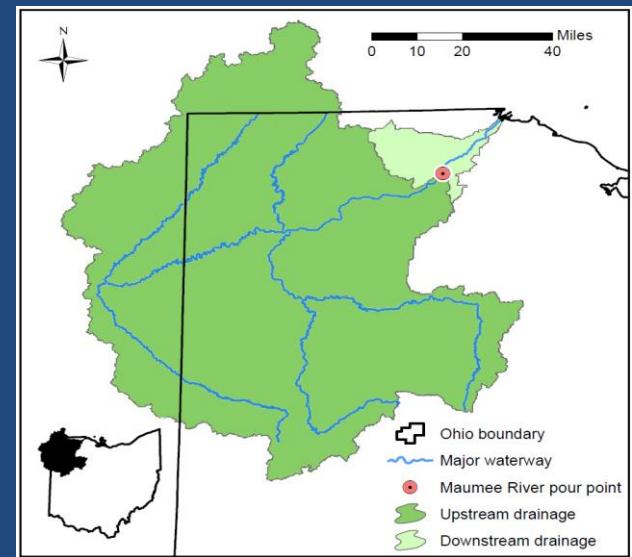 N
Miles
0 10 20 40
Ohio boundary
Major waterway
Maumee River pour point
Upstream drainage
Downstream drainage